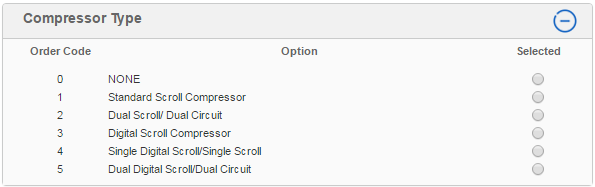 Compressor Type
Order Code Option Selected
0 NONE
1 Standard Scroll Compressor
2 Dual Scroll/ Dual Circuit
3 Digital Scroll Compressor
4 Single Digital Scroll/Single Scroll
5 Dual Digital Scroll/Dual Circuit